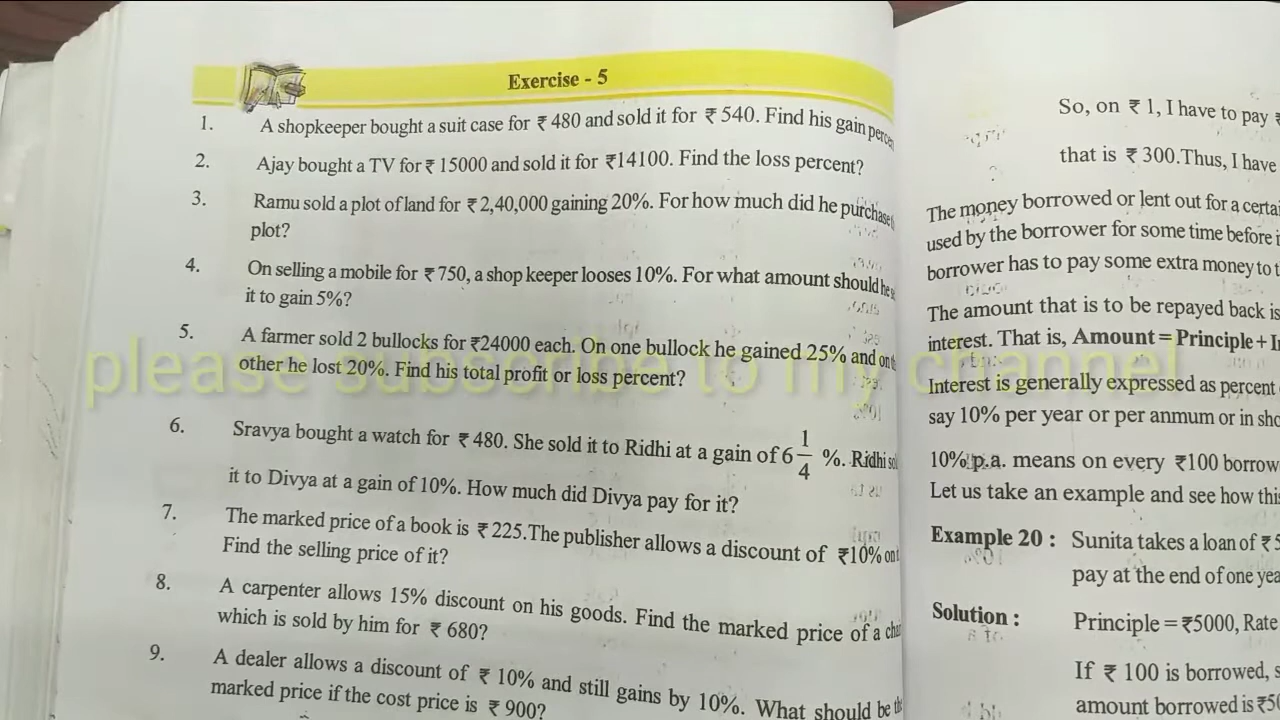 Exercise - 5
1. A shopkeeper bought a suit case for ₹ 480 and sold it for ₹ 540. Find his gain
2. Ajay bought a TV for ₹ 15000 and sold it for ₹14100. Find the loss percent?
3. Ramu sold a plot of land for ₹ 2,40,000 gaining 20%. For how much did he purchase
plot?
4. On selling a mobile for ₹ 750, a shop keeper looses 10%. For what amount should he
it to gain 5%?
5. A farmer sold 2 bullocks for ₹24000 each. On one bullock he gained 25% and on
other he lost 20%. Find his total profit or loss percent?
please subscribe to my channel
6. Sravya bought a watch for ₹ 480. She sold it to Ridhi at a gain of 6 1/4 %. Ridhi
it to Divya at a gain of 10%. How much did Divya pay for it?
7. The marked price of a book is ₹ 225.The publisher allows a discount of ₹10% on
Find the selling price of it?
8. A carpenter allows 15% discount on his goods. Find the marked price of a
which is sold by him for ₹ 680?
9. A dealer allows a discount of ₹ 10% and still gains by 10%. What should be
marked price if the cost price is ₹ 900?
So, on ₹ 1, I have to pay
that is ₹ 300.Thus, I have
The money borrowed or lent out for a
used by the borrower for some time before
borrower has to pay some extra money to
The amount that is to be repayed back is
interest. That is, Amount = Principle +
Interest is generally expressed as percent
say 10% per year or per anmum or in
10% p.a. means on every ₹100
Let us take an example and see how
Example 20 : Sunita takes a loan of ₹
pay at the end of one
Solution : Principle = ₹5000, Rate
If ₹ 100 is borrowed,
amount borrowed is